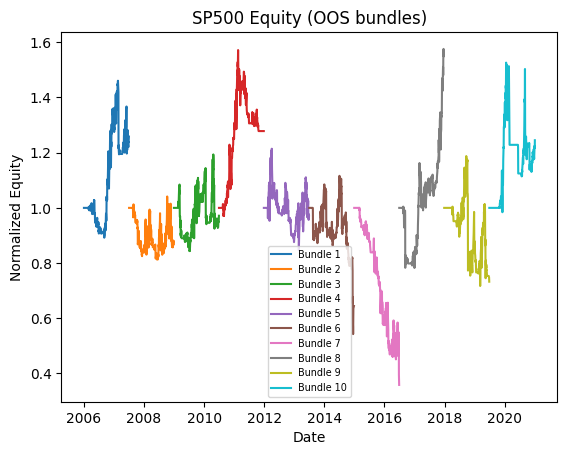 SP500 Equity (OOS bundles)
Normalized Equity
1.6
1.4
1.2
1.0
0.8
0.6
0.4
Bundle 1
Bundle 2
Bundle 3
Bundle 4
Bundle 5
Bundle 6
Bundle 7
Bundle 8
Bundle 9
Bundle 10
2006 2008 2010 2012 2014 2016 2018 2020
Date